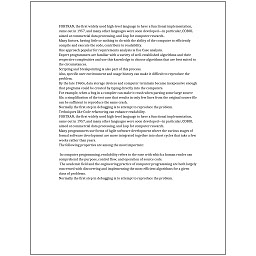 FORTRAN, the first widely used high-level language to have a functional implementation,
came out in 1957, and many other languages were soon developed—in particular, COBOL
aimed at commercial data processing, and Lisp for computer research.
Many factors, having little or nothing to do with the ability of the computer to efficiently
compile and execute the code, contribute to readability.
One approach popular for requirements analysis is Use Case analysis.
Expert programmers are familiar with a variety of well-established algorithms and their
respective complexities and use this knowledge to choose algorithms that are best suited to
the circumstances.
Scripting and breakpointing is also part of this process.
Also, specific user environment and usage history can make it difficult to reproduce the
problem.
By the late 1960s, data storage devices and computer terminals became inexpensive enough
that programs could be created by typing directly into the computers.
For example, when a bug in a compiler can make it crash when parsing some large source
file, a simplification of the test case that results in only few lines from the original source file
can be sufficient to reproduce the same crash.
Normally the first step in debugging is to attempt to reproduce the problem.
Techniques like Code refactoring can enhance readability.
FORTRAN, the first widely used high-level language to have a functional implementation,
came out in 1957, and many other languages were soon developed—in particular, COBOL
aimed at commercial data processing, and Lisp for computer research.
Many programmers use forms of Agile software development where the various stages of
formal software development are more integrated together into short cycles that take a few
weeks rather than years.
The following properties are among the most important:

In computer programming, readability refers to the ease with which a human reader can
comprehend the purpose, control flow, and operation of source code.
The academic field and the engineering practice of computer programming are both largely
concerned with discovering and implementing the most efficient algorithms for a given
class of problems.
Normally the first step in debugging is to attempt to reproduce the problem.